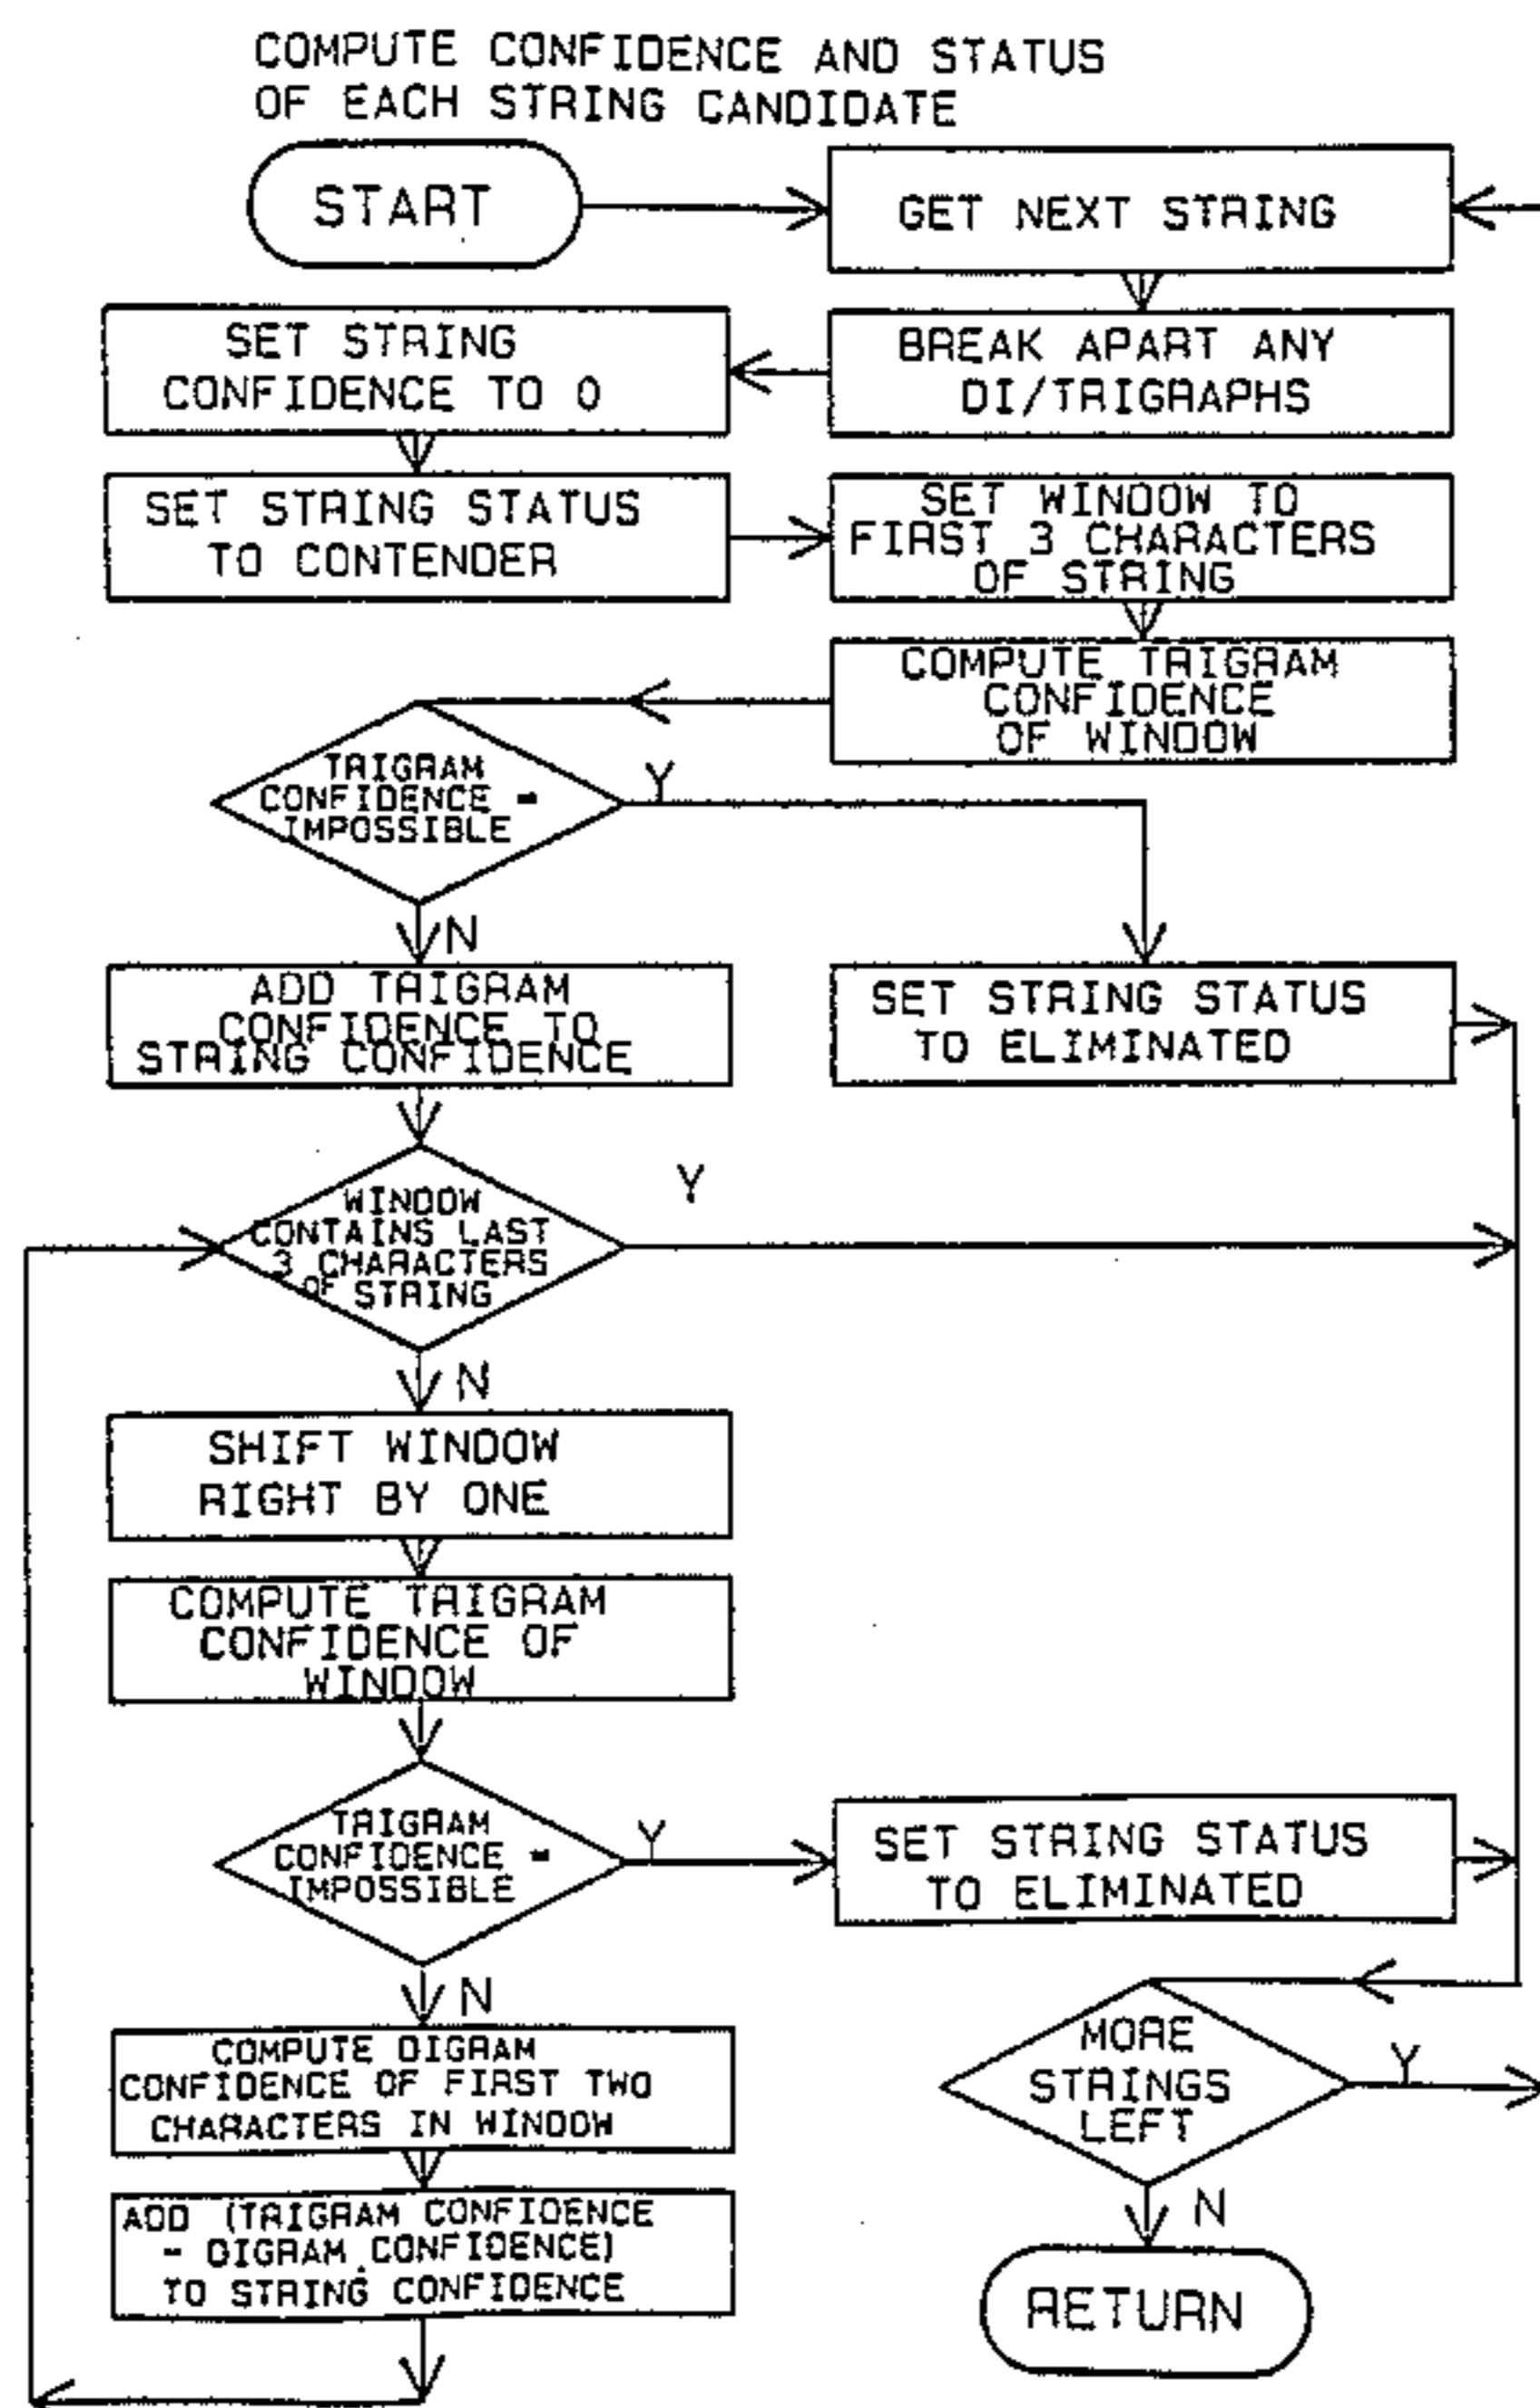 COMPUTE CONFIDENCE AND STATUS
OF EACH STRING CANDIDATE
START
GET NEXT STRING
BREAK APART ANY
DI/TRIGRAPHS
SET STRING
CONFIDENCE TO 0
SET STRING STATUS
TO CONTENDER
SET WINDOW TO
FIRST 3 CHARACTERS
OF STRING
COMPUTE TRIGRAM
CONFIDENCE
OF WINDOW
TRIGRAM
CONFIDENCE =
IMPOSSIBLE
Y
N
SET STRING STATUS
TO ELIMINATED
ADD TRIGRAM
CONFIDENCE TO
STRING CONFIDENCE
WINDOW
CONTAINS LAST
3 CHARACTERS
OF STRING
Y
N
SHIFT WINDOW
RIGHT BY ONE
COMPUTE TRIGRAM
CONFIDENCE OF
WINDOW
TRIGRAM
CONFIDENCE =
IMPOSSIBLE
Y
N
SET STRING STATUS
TO ELIMINATED
COMPUTE DIGRAM
CONFIDENCE OF FIRST TWO
CHARACTERS IN WINDOW
ADD (TRIGRAM CONFIDENCE
- DIGRAM CONFIDENCE)
TO STRING CONFIDENCE
MORE
STRINGS
LEFT
Y
N
RETURN